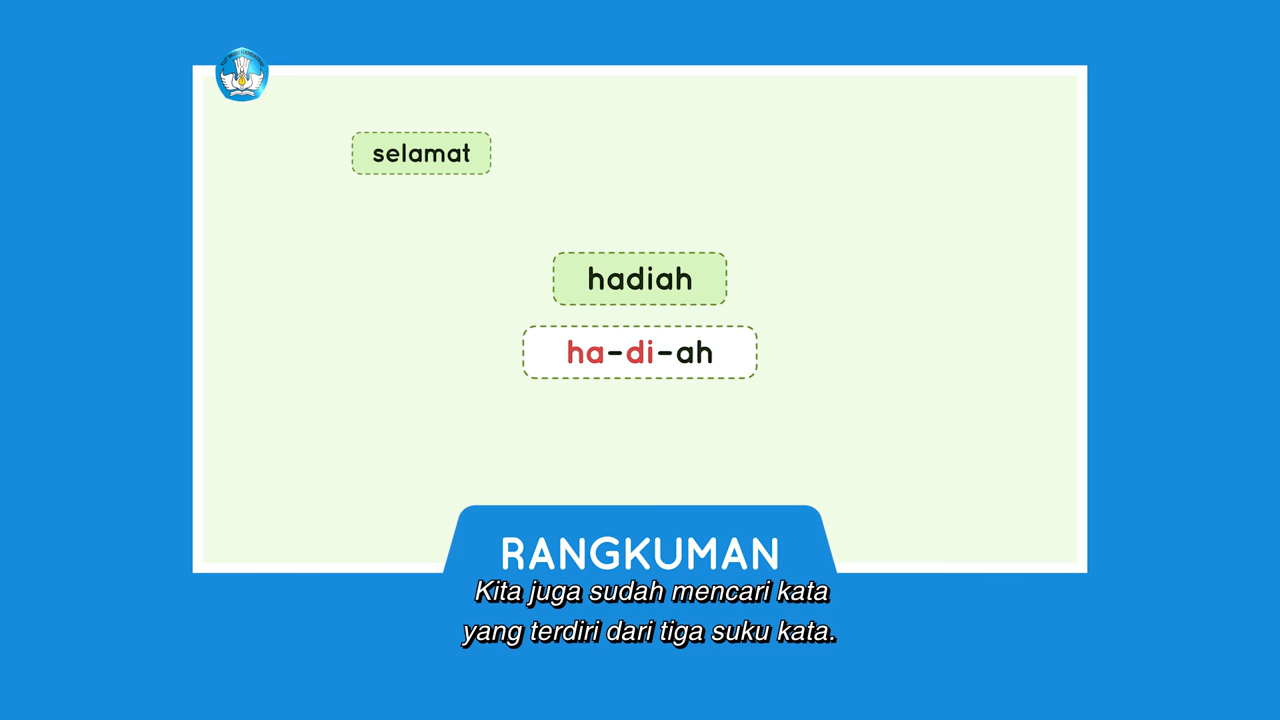 selamat
hadiah
ha-di-ah
RANGKUMAN
Kita juga sudah mencari kata
yang terdiri dari tiga suku kata.